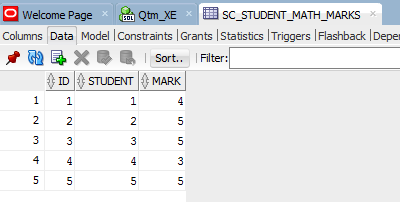 Welcome Page Qtm_XE SC_STUDENT_MATH_MARKS
Columns Data Model Constraints Grants Statistics Triggers Flashback
Sort.. Filter:
ID STUDENT MARK
1 1 1 4
2 2 2 5
3 3 3 5
4 4 4 3
5 5 5 5